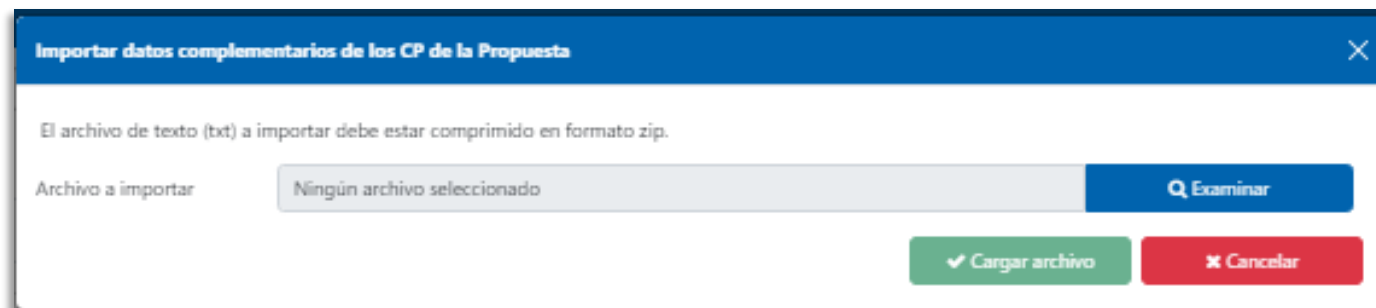 Importar datos complementarios de los CP de la Propuesta
El archivo de texto (txt) a importar debe estar comprimido en formato zip.
Archivo a importar Ningún archivo seleccionado Examinar
Cargar archivo Cancelar